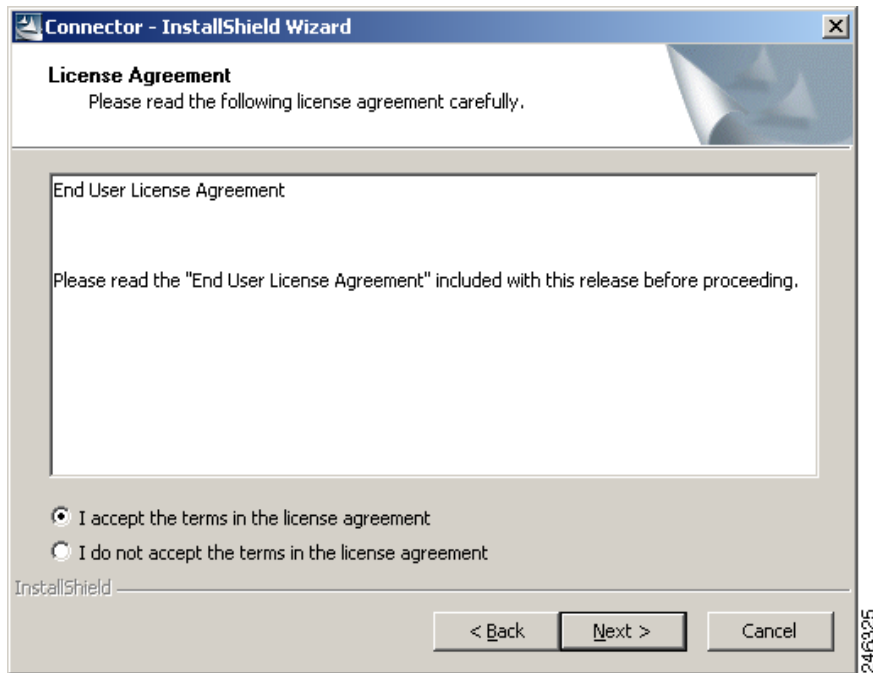 Connector - InstallShield Wizard
License Agreement
Please read the following license agreement carefully.
End User License Agreement
Please read the "End User License Agreement" included with this release before proceeding.
I accept the terms in the license agreement
I do not accept the terms in the license agreement
InstallShield
< Back
Next >
Cancel
246325